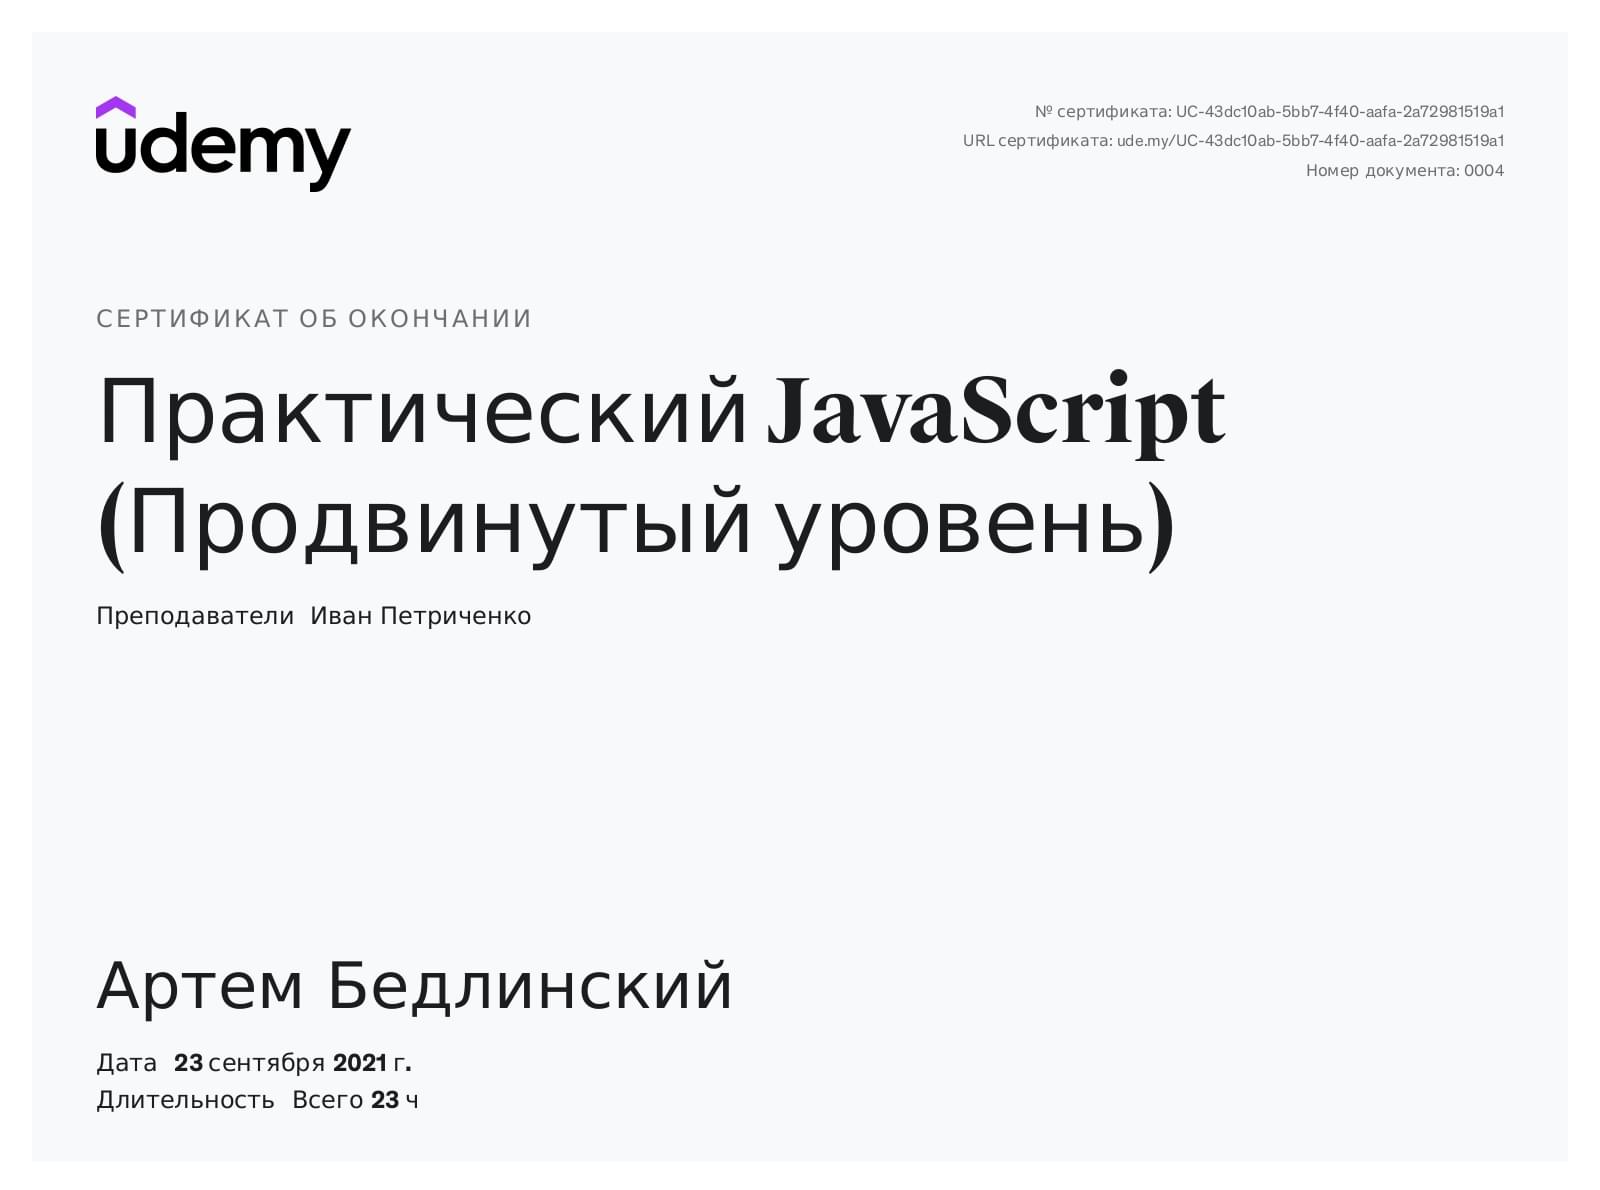 udemy
№ сертификата: UC-43dc10ab-5bb7-4f40-aafa-2a72981519a1
URL сертификата: ude.my/UC-43dc10ab-5bb7-4f40-aafa-2a72981519a1
Номер документа: 0004
СЕРТИФИКАТ ОБ ОКОНЧАНИИ
Практический JavaScript
(Продвинутый уровень)
Преподаватели Иван Петриченко
Артем Бедлинский
Дата 23 сентября 2021 г.
Длительность Всего 23 ч